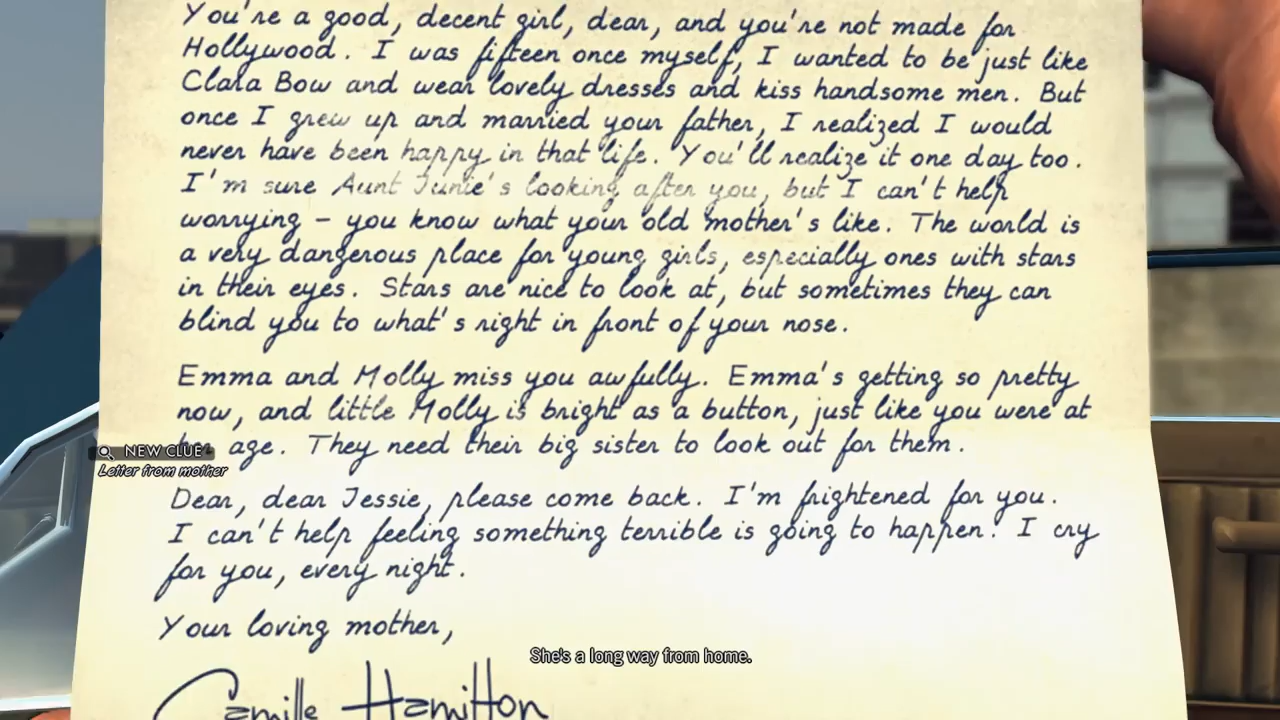 You're a good, decent girl, dear, and you're not made for
Hollywood. I was fifteen once myself, I wanted to be just like
Clara Bow and wear lovely dresses and kiss handsome men. But
once I grew up and married your father, I realized I would
never have been happy in that life. You'll realize it one day too.
I'm sure Aunt Junie's looking after you, but I can't help
worrying – you know what your old mother's like. The world is
a very dangerous place for young girls, especially ones with stars
in their eyes. Stars are nice to look at, but sometimes they can
blind you to what's right in front of your nose.
Emma and Molly miss you awfully. Emma's getting so pretty
now, and little Molly is bright as a button, just like you were at
her age. They need their big sister to look out for them.
NEW CLUE
Letter from mother
Dear, dear Jessie, please come back. I'm frightened for you.
I can't help feeling something terrible is going to happen. I cry
for you, every night.
Your loving mother,
She's a long way from home.
Camille Hamilton